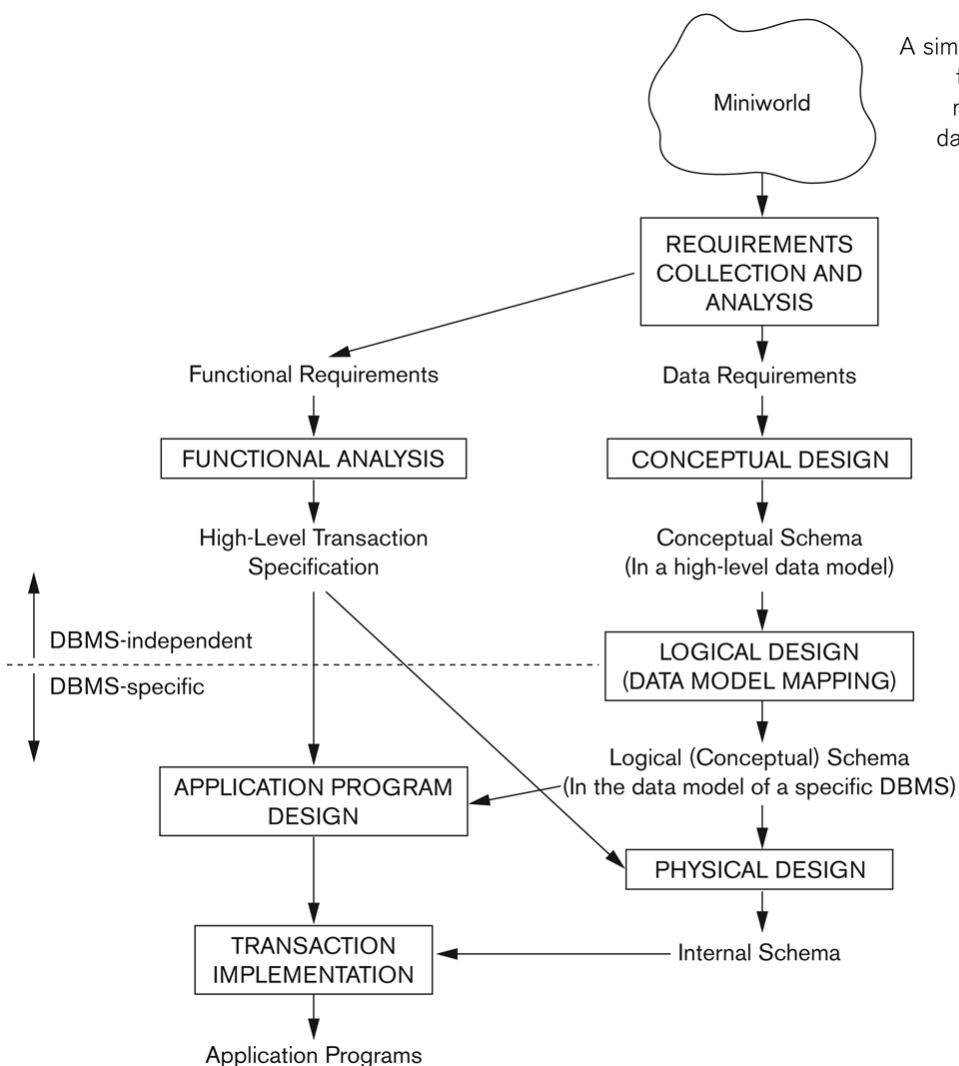 Miniworld
A sim
t
r
da
REQUIREMENTS
COLLECTION AND
ANALYSIS
Functional Requirements
Data Requirements
FUNCTIONAL ANALYSIS
CONCEPTUAL DESIGN
High-Level Transaction
Specification
Conceptual Schema
(In a high-level data model)
DBMS-independent
DBMS-specific
LOGICAL DESIGN
(DATA MODEL MAPPING)
Logical (Conceptual) Schema
(In the data model of a specific DBMS)
APPLICATION PROGRAM
DESIGN
PHYSICAL DESIGN
TRANSACTION
IMPLEMENTATION
Internal Schema
Application Programs